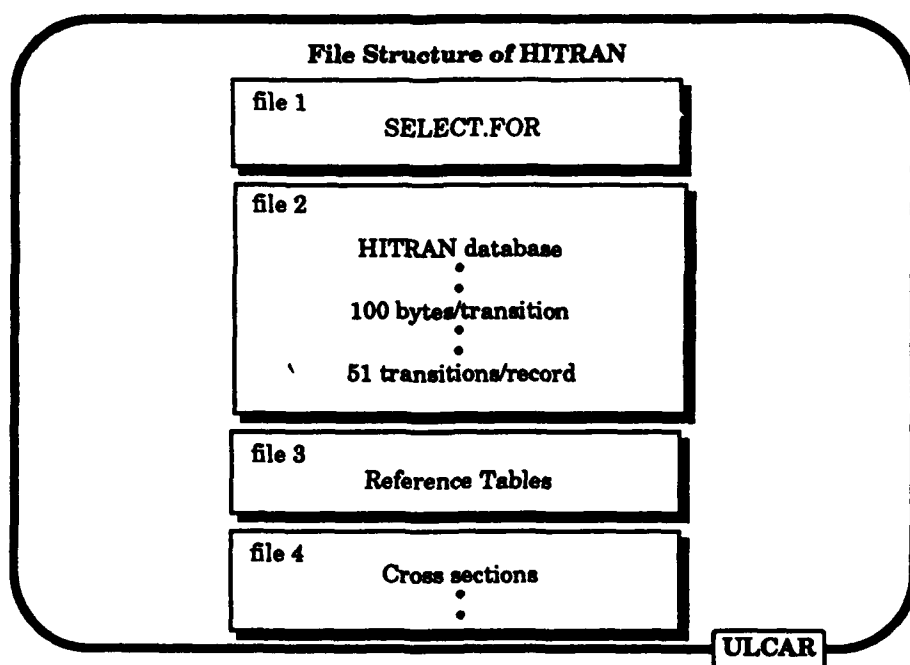 File Structure of HITRAN
file 1
SELECT.FOR
file 2
HITRAN database
100 bytes/transition
51 transitions/record
file 3
Reference Tables
file 4
Cross sections
ULCAR